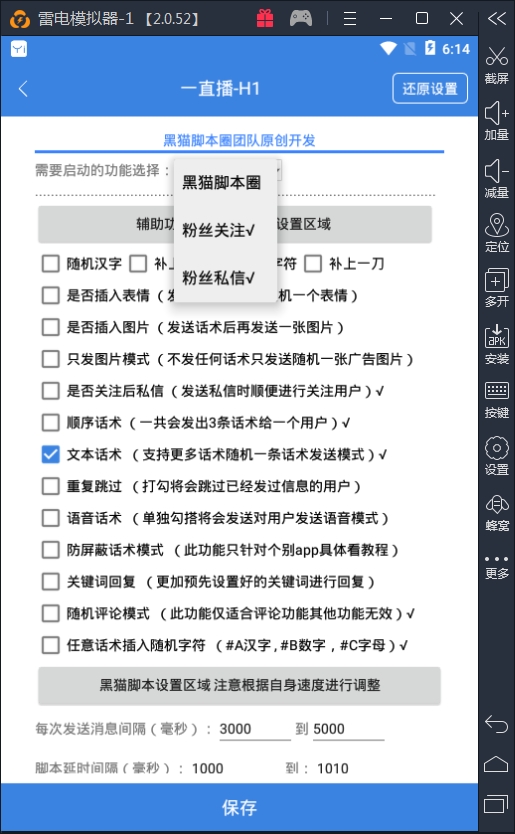 雷电模拟器-1 【2.0.52】
6:14
一直播-H1
还原设置
黑猫脚本圈团队原创开发
需要启动的功能选择：
黑猫脚本圈
粉丝关注√
粉丝私信√
辅助功
设置区域
随机汉字 补上 字符 补上一刀
是否插入表情（发 机一个表情）
是否插入图片（发送话术后再发送一张图片）
只发图片模式（不发任何话术只发送随机一张广告图片）
是否关注后私信（发送私信时顺便进行关注用户）√
顺序话术（一共会发出3条话术给一个用户）√
文本话术（支持更多话术随机一条话术发送模式）√
重复跳过（打勾将会跳过已经发过信息的用户）
语音话术（单独勾搭将会发送对用户发送语音模式）
防屏蔽话术模式（此功能只针对个别app具体看教程）
关键词回复（更加预先设置好的关键词进行回复）
随机评论模式（此功能仅适合评论功能其他功能无效）√
任意话术插入随机字符（#A汉字,#B数字，#C字母）√
黑猫脚本设置区域 注意根据自身速度进行调整
每次发送消息间隔（毫秒）： 3000 到 5000
脚本延时间隔（毫秒）： 1000 到： 1010
保存
截屏
加量
减量
定位
多开
APK
安装
按键
设置
蜂窝
更多